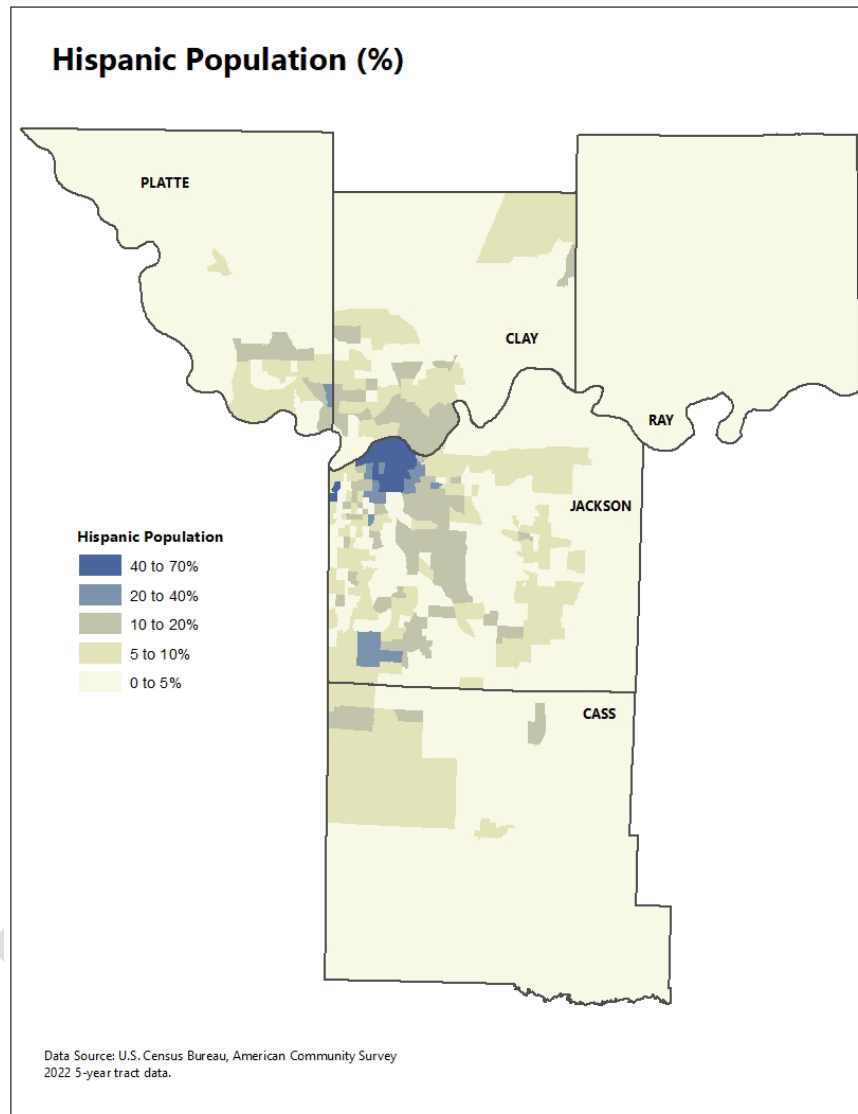 Hispanic Population (%)
PLATTE
CLAY
RAY
JACKSON
Hispanic Population
40 to 70%
20 to 40%
10 to 20%
5 to 10%
0 to 5%
CASS
Data Source: U.S. Census Bureau, American Community Survey
2022 5-year tract data.